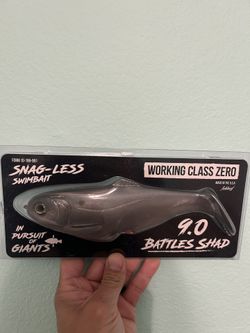 SNAG-LESS
SWIMBAIT
WORKING CLASS ZERO
IN
PURSUIT
OF
GIANTS
9.0
BATTLES SHAD